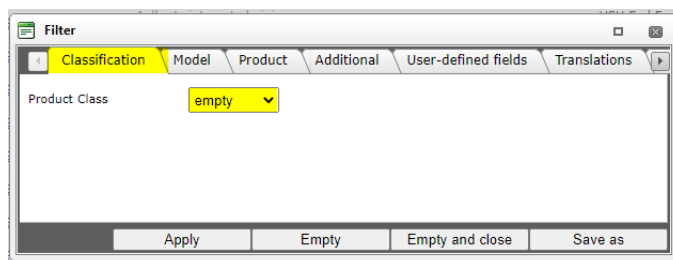 Filter
Classification Model Product Additional User-defined fields Translations
Product Class empty
Apply Empty Empty and close Save as